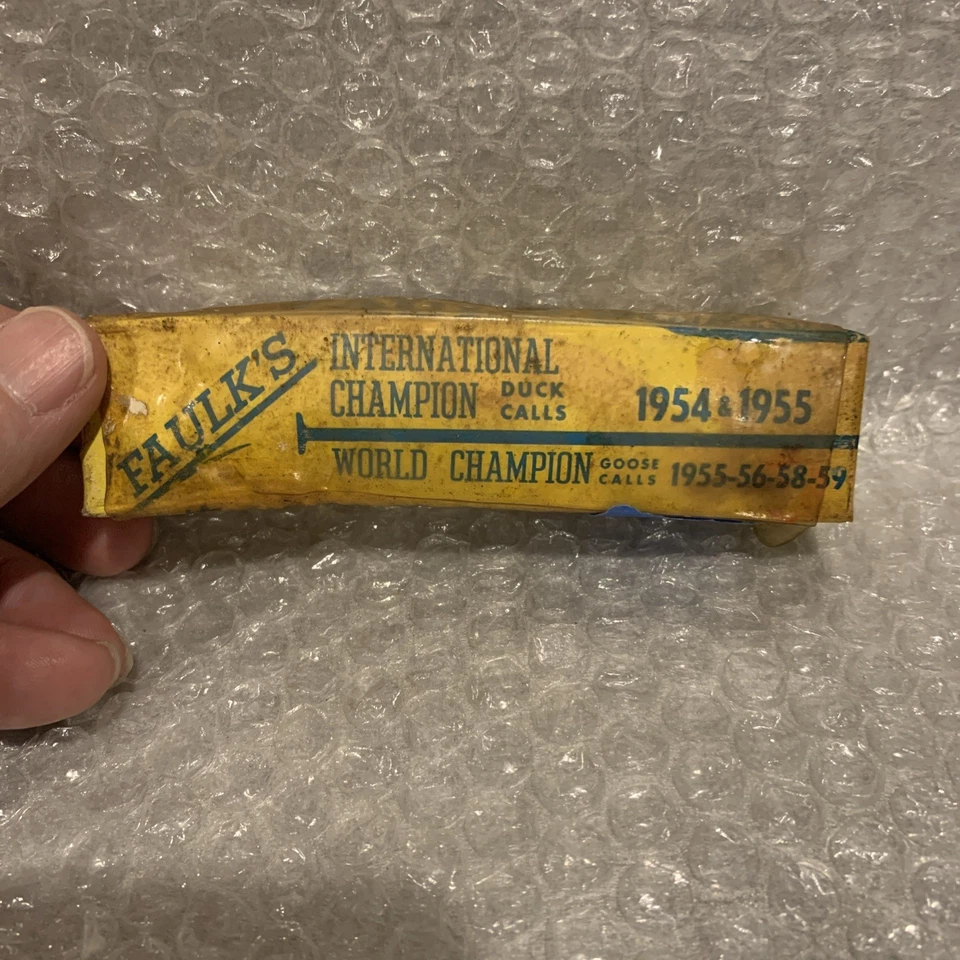 FAULK'S
INTERNATIONAL
CHAMPION DUCK CALLS 1954 & 1955
WORLD CHAMPION GOOSE CALLS 1955-56-58-59